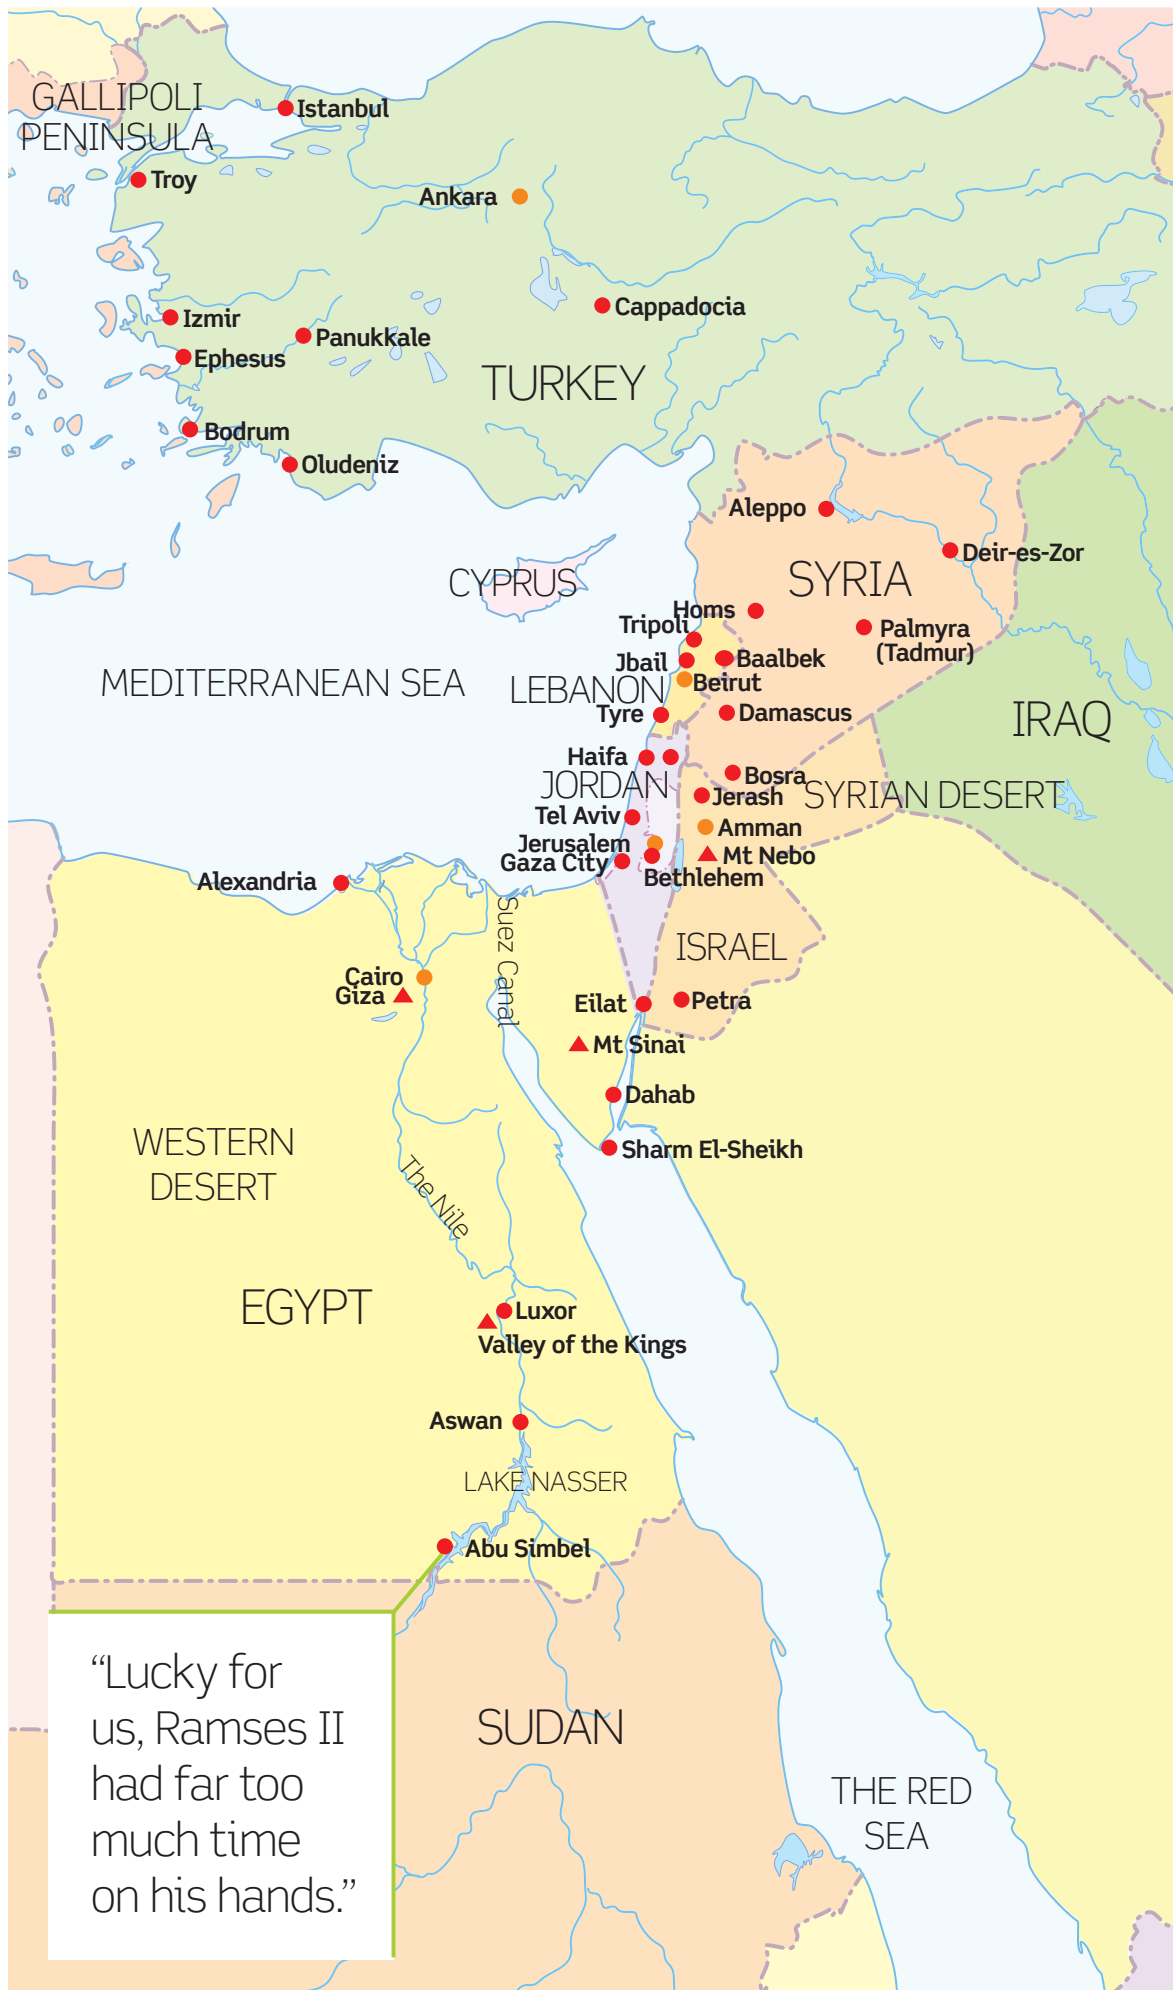 GALLIPOLI
PENINSULA
Istanbul
Troy
Ankara
Cappadocia
Izmir
Panukkale
Ephesus
TURKEY
Bodrum
Oludeniz
Aleppo
Deir-es-Zor
CYPRUS
SYRIA
Homs
Tripoli
Palmyra
(Tadmur)
Jbail
Baalbek
MEDITERRANEAN SEA
LEBANON
Beirut
Tyre
Damascus
IRAQ
Haifa
JORDAN
Bosra
Jerash
SYRIAN DESERT
Tel Aviv
Amman
Jerusalem
Mt Nebo
Gaza City
Bethlehem
Alexandria
Suez Canal
ISRAEL
Cairo
Giza
Eilat
Petra
Mt Sinai
Dahab
WESTERN
DESERT
Sharm El-Sheikh
The Nile
EGYPT
Luxor
Valley of the Kings
Aswan
LAKE NASSER
Abu Simbel
“Lucky for
us, Ramses II
had far too
much time
on his hands.”
SUDAN
THE RED
SEA